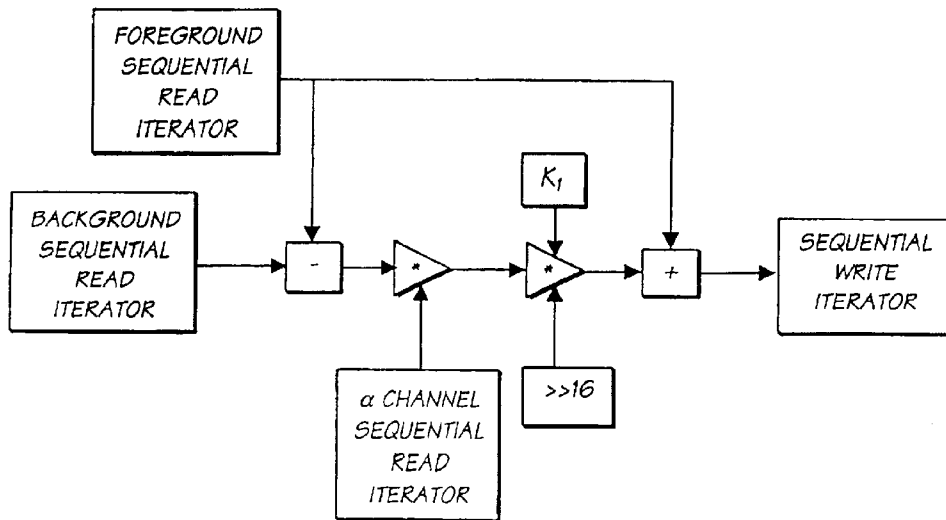 FOREGROUND
SEQUENTIAL
READ
ITERATOR
K₁
BACKGROUND
SEQUENTIAL
READ
ITERATOR
-
*
*
+
SEQUENTIAL
WRITE
ITERATOR
α CHANNEL
SEQUENTIAL
READ
ITERATOR
>>16